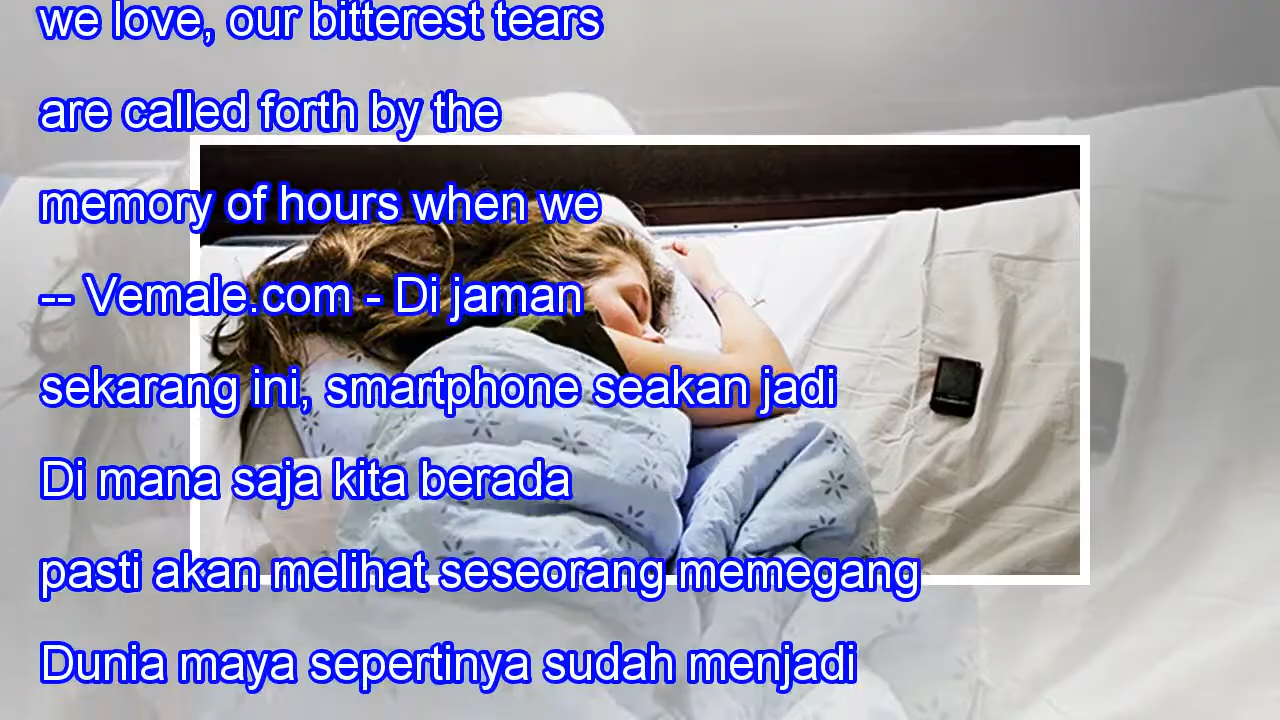 we love, our bitterest tears
are called forth by the
memory of hours when we
-- Vemale.com - Di jaman
sekarang ini, smartphone seakan jadi
Di mana saja kita berada
pasti akan melihat seseorang memegang
Dunia maya sepertinya sudah menjadi